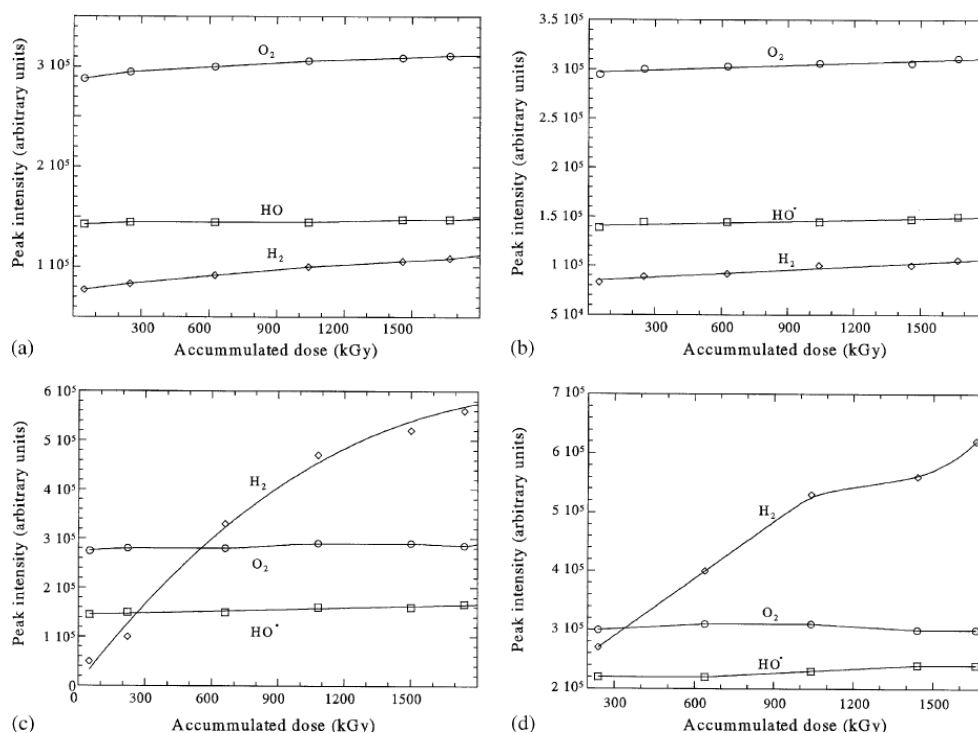 Peak intensity (arbitrary units)
3 10⁵
2 10⁵
1 10⁵
O₂
HO
H₂
300 600 900 1200 1500
(a) Accummulated dose (kGy)
Peak intensity (arbitrary units)
3.5 10⁵
3 10⁵
2.5 10⁵
2 10⁵
1.5 10⁵
1 10⁵
5 10⁴
O₂
HO•
H₂
300 600 900 1200 1500
(b) Accummulated dose (kGy)
Peak intensity (arbitrary units)
6 10⁵
5 10⁵
4 10⁵
3 10⁵
2 10⁵
1 10⁵
0
H₂
O₂
HO•
0 300 600 900 1200 1500
(c) Accummulated dose (kGy)
Peak intensity (arbitrary units)
7 10⁵
6 10⁵
5 10⁵
4 10⁵
3 10⁵
2 10⁵
H₂
O₂
HO•
300 600 900 1200 1500
(d) Accummulated dose (kGy)